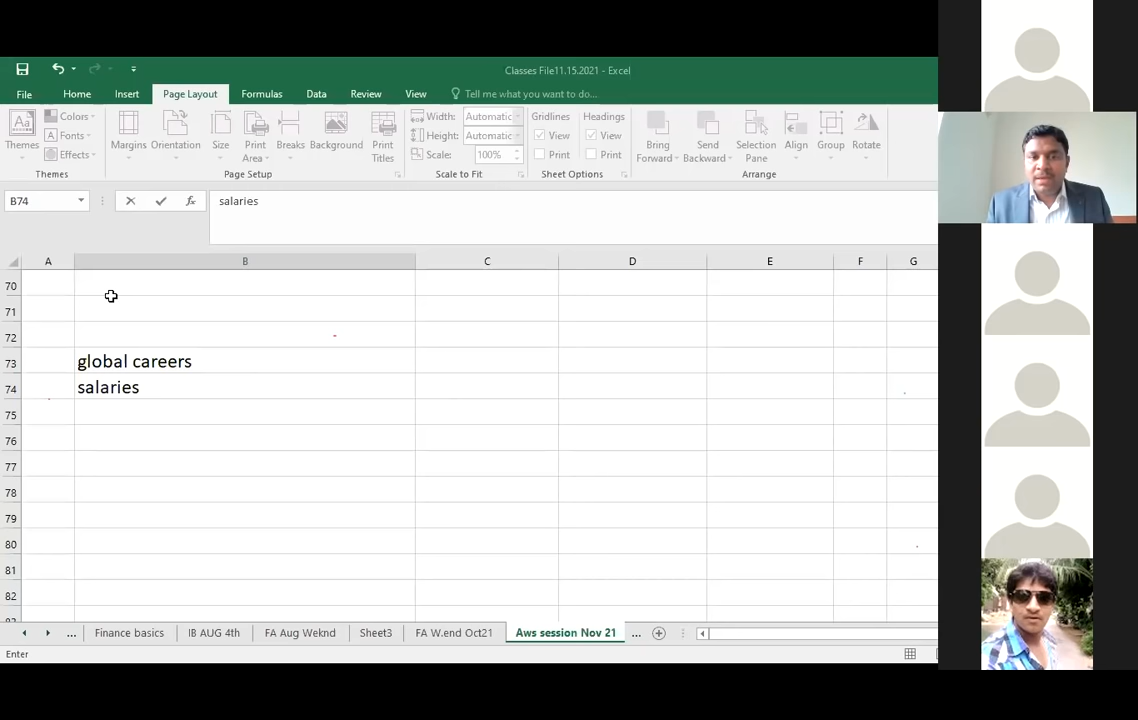 Classes File11.15.2021 - Excel
File Home Insert Page Layout Formulas Data Review View Tell me what you want to do...
Themes Colors Fonts Effects Margins Orientation Size Print Area Breaks Background Print Titles Width: Automatic Height: Automatic Scale: 100% Gridlines View Print Headings View Print Bring Forward Send Backward Selection Pane Align Group Rotate
Themes Page Setup Scale to Fit Sheet Options Arrange
B74 fx salaries
A B C D E F G
70
71
72
73 global careers
74 salaries
75
76
77
78
79
80
81
82
... Finance basics IB AUG 4th FA Aug Weknd Sheet3 FA W.end Oct21 Aws session Nov 21 ...
Enter